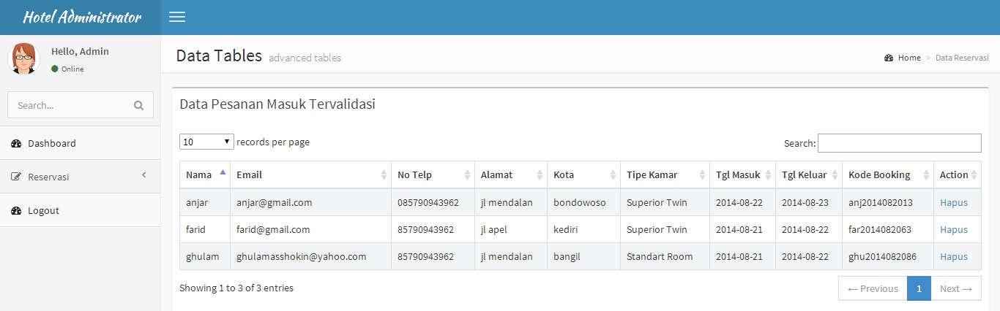 Hotel Administrator
Hello, Admin
Online
Search...
Dashboard
Reservasi
Logout
Data Tables advanced tables
Home > Data Reservasi
Data Pesanan Masuk Tervalidasi
10 records per page
Search:
Nama Email No Telp Alamat Kota Tipe Kamar Tgl Masuk Tgl Keluar Kode Booking Action
anjar anjar@gmail.com 085790943962 jl mendalan bondowoso Superior Twin 2014-08-22 2014-08-23 anj2014082013 Hapus
farid farid@gmail.com 85790943962 jl apel kediri Superior Twin 2014-08-21 2014-08-22 far2014082063 Hapus
ghulam ghulamasshokin@yahoo.com 85790943962 jl mendalan bangil Standart Room 2014-08-21 2014-08-22 ghu2014082086 Hapus
Showing 1 to 3 of 3 entries
← Previous 1 Next →